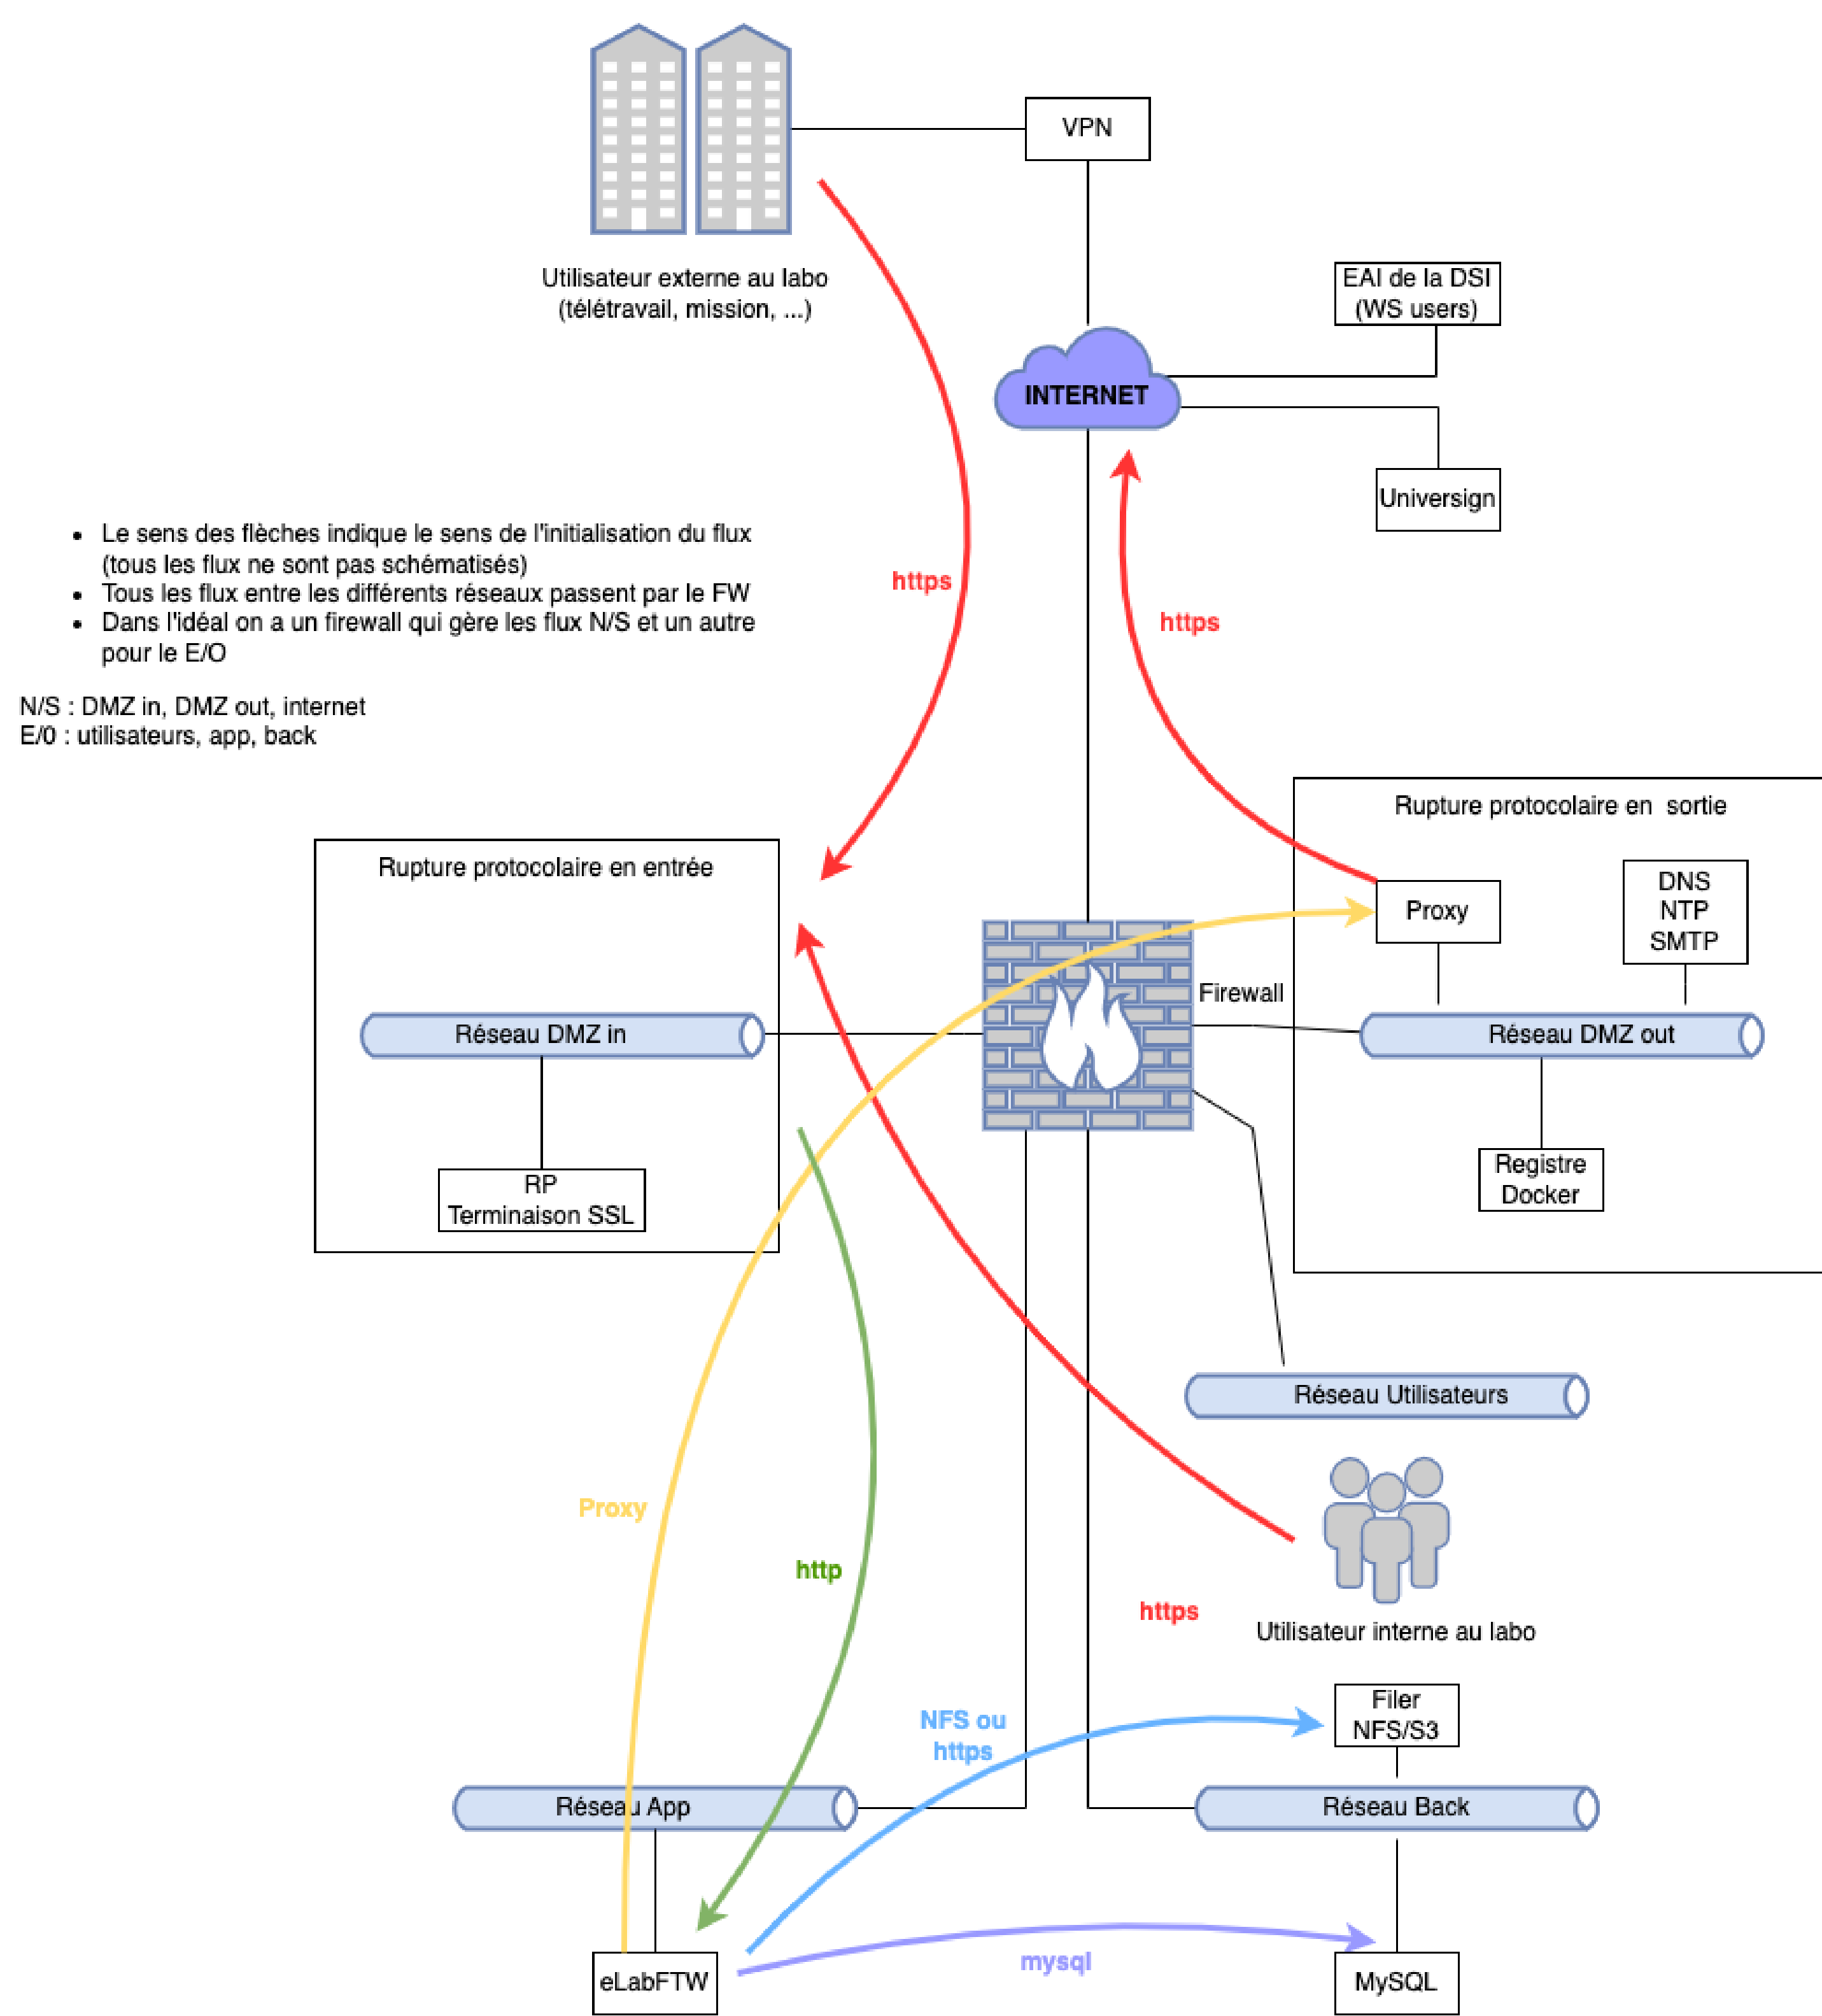 VPN
Utilisateur externe au labo
(télétravail, mission, ...)
EAI de la DSI
(WS users)
INTERNET
Universign
• Le sens des flèches indique le sens de l'initialisation du flux
(tous les flux ne sont pas schématisés)
• Tous les flux entre les différents réseaux passent par le FW
• Dans l'idéal on a un firewall qui gère les flux N/S et un autre
pour le E/O
https
https
N/S : DMZ in, DMZ out, internet
E/0 : utilisateurs, app, back
Rupture protocolaire en sortie
Rupture protocolaire en entrée
Proxy
DNS
NTP
SMTP
Firewall
Réseau DMZ in
Réseau DMZ out
RP
Terminaison SSL
Registre
Docker
Réseau Utilisateurs
Proxy
http
https
Utilisateur interne au labo
NFS ou
https
Filer
NFS/S3
Réseau App
Réseau Back
mysql
eLabFTW
MySQL